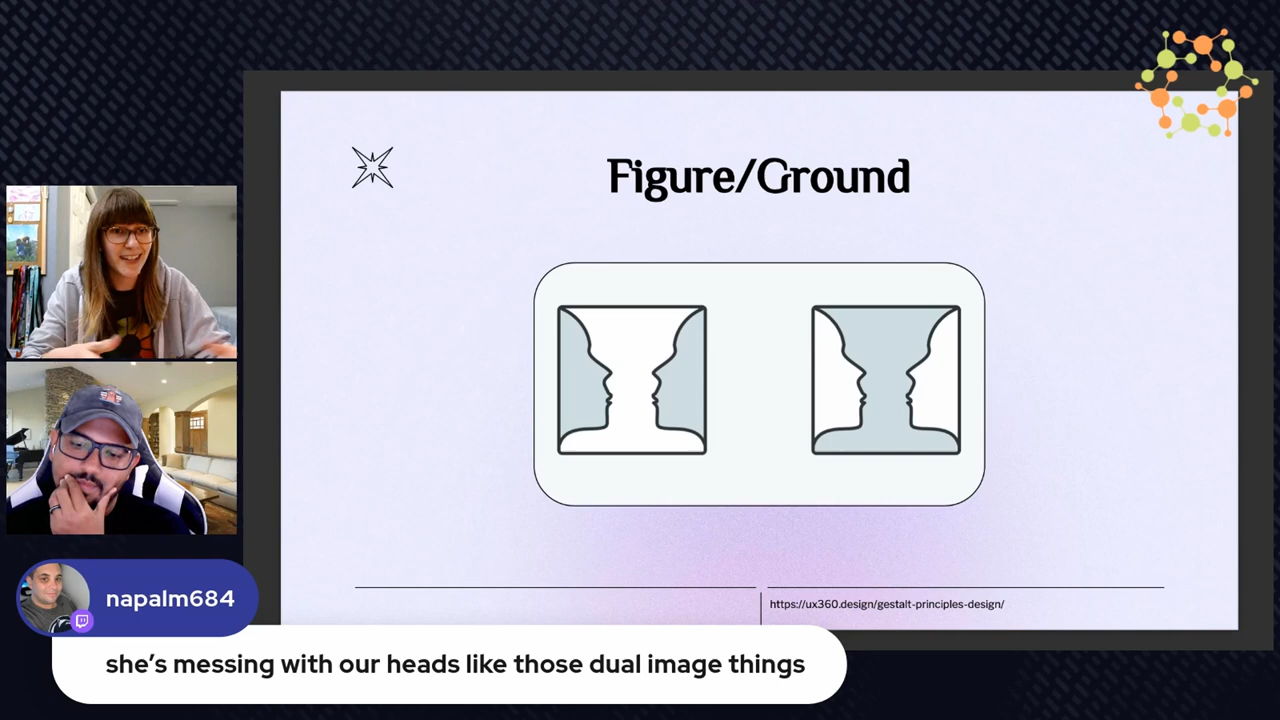 Figure/Ground
https://ux360.design/gestalt-principles-design/
napalm684
she's messing with our heads like those dual image things